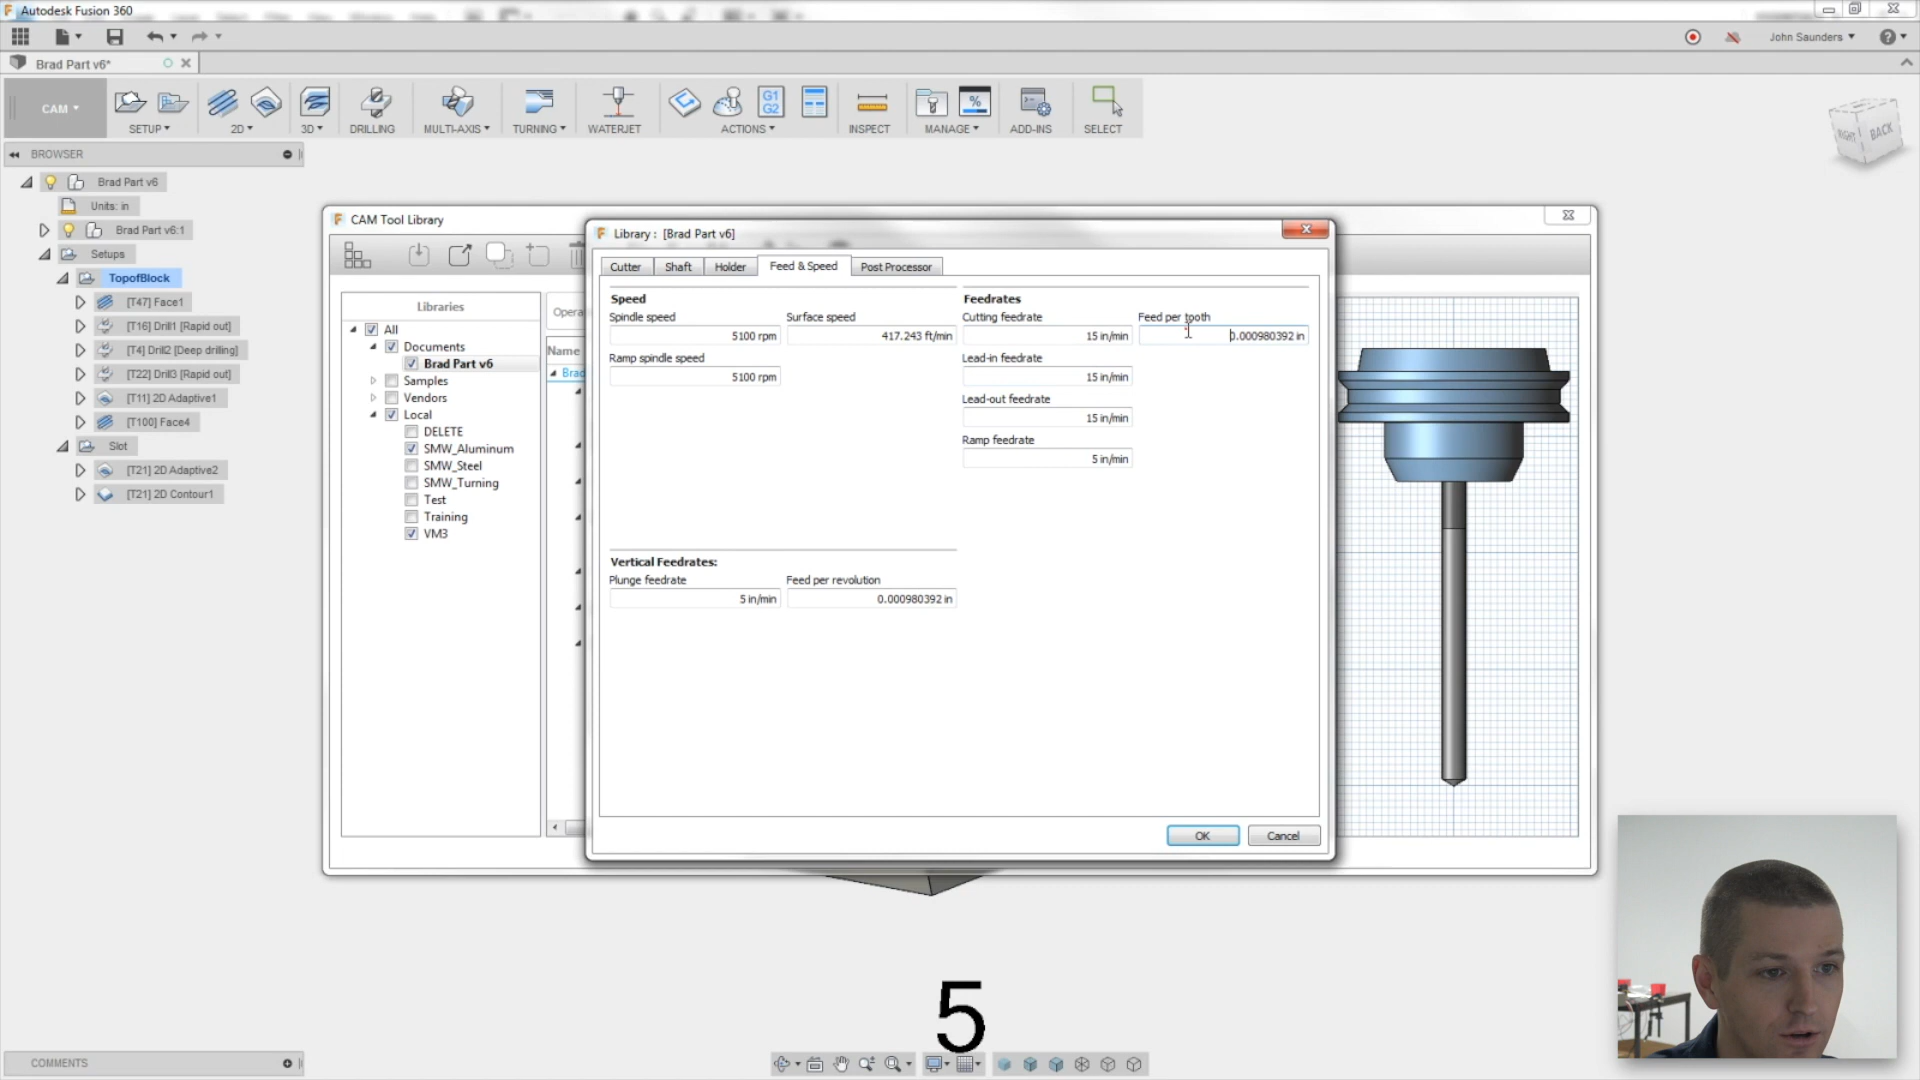 Autodesk Fusion 360
John Saunders
Brad Part v6*
CAM
SETUP
2D
3D
DRILLING
MULTI-AXIS
TURNING
WATERJET
G1
G2
ACTIONS
INSPECT
%
MANAGE
ADD-INS
SELECT
RIGHT
BACK
BROWSER
Brad Part v6
Units: in
Brad Part v6:1
Setups
TopofBlock
[T47] Face1
[T16] Drill1 [Rapid out]
[T4] Drill2 [Deep drilling]
[T22] Drill3 [Rapid out]
[T11] 2D Adaptive1
[T100] Face4
Slot
[T21] 2D Adaptive2
[T21] 2D Contour1
CAM Tool Library
Libraries
All
Documents
Brad Part v6
Samples
Vendors
Local
DELETE
SMW_Aluminum
SMW_Steel
SMW_Turning
Test
Training
VM3
Opera
Name
Brac
Library : [Brad Part v6]
Cutter
Shaft
Holder
Feed & Speed
Post Processor
Speed
Spindle speed
Surface speed
5100 rpm
417.243 ft/min
Ramp spindle speed
5100 rpm
Feedrates
Cutting feedrate
Feed per tooth
15 in/min
0.000980392 in
Lead-in feedrate
15 in/min
Lead-out feedrate
15 in/min
Ramp feedrate
5 in/min
Vertical Feedrates:
Plunge feedrate
Feed per revolution
5 in/min
0.000980392 in
OK
Cancel
5
COMMENTS